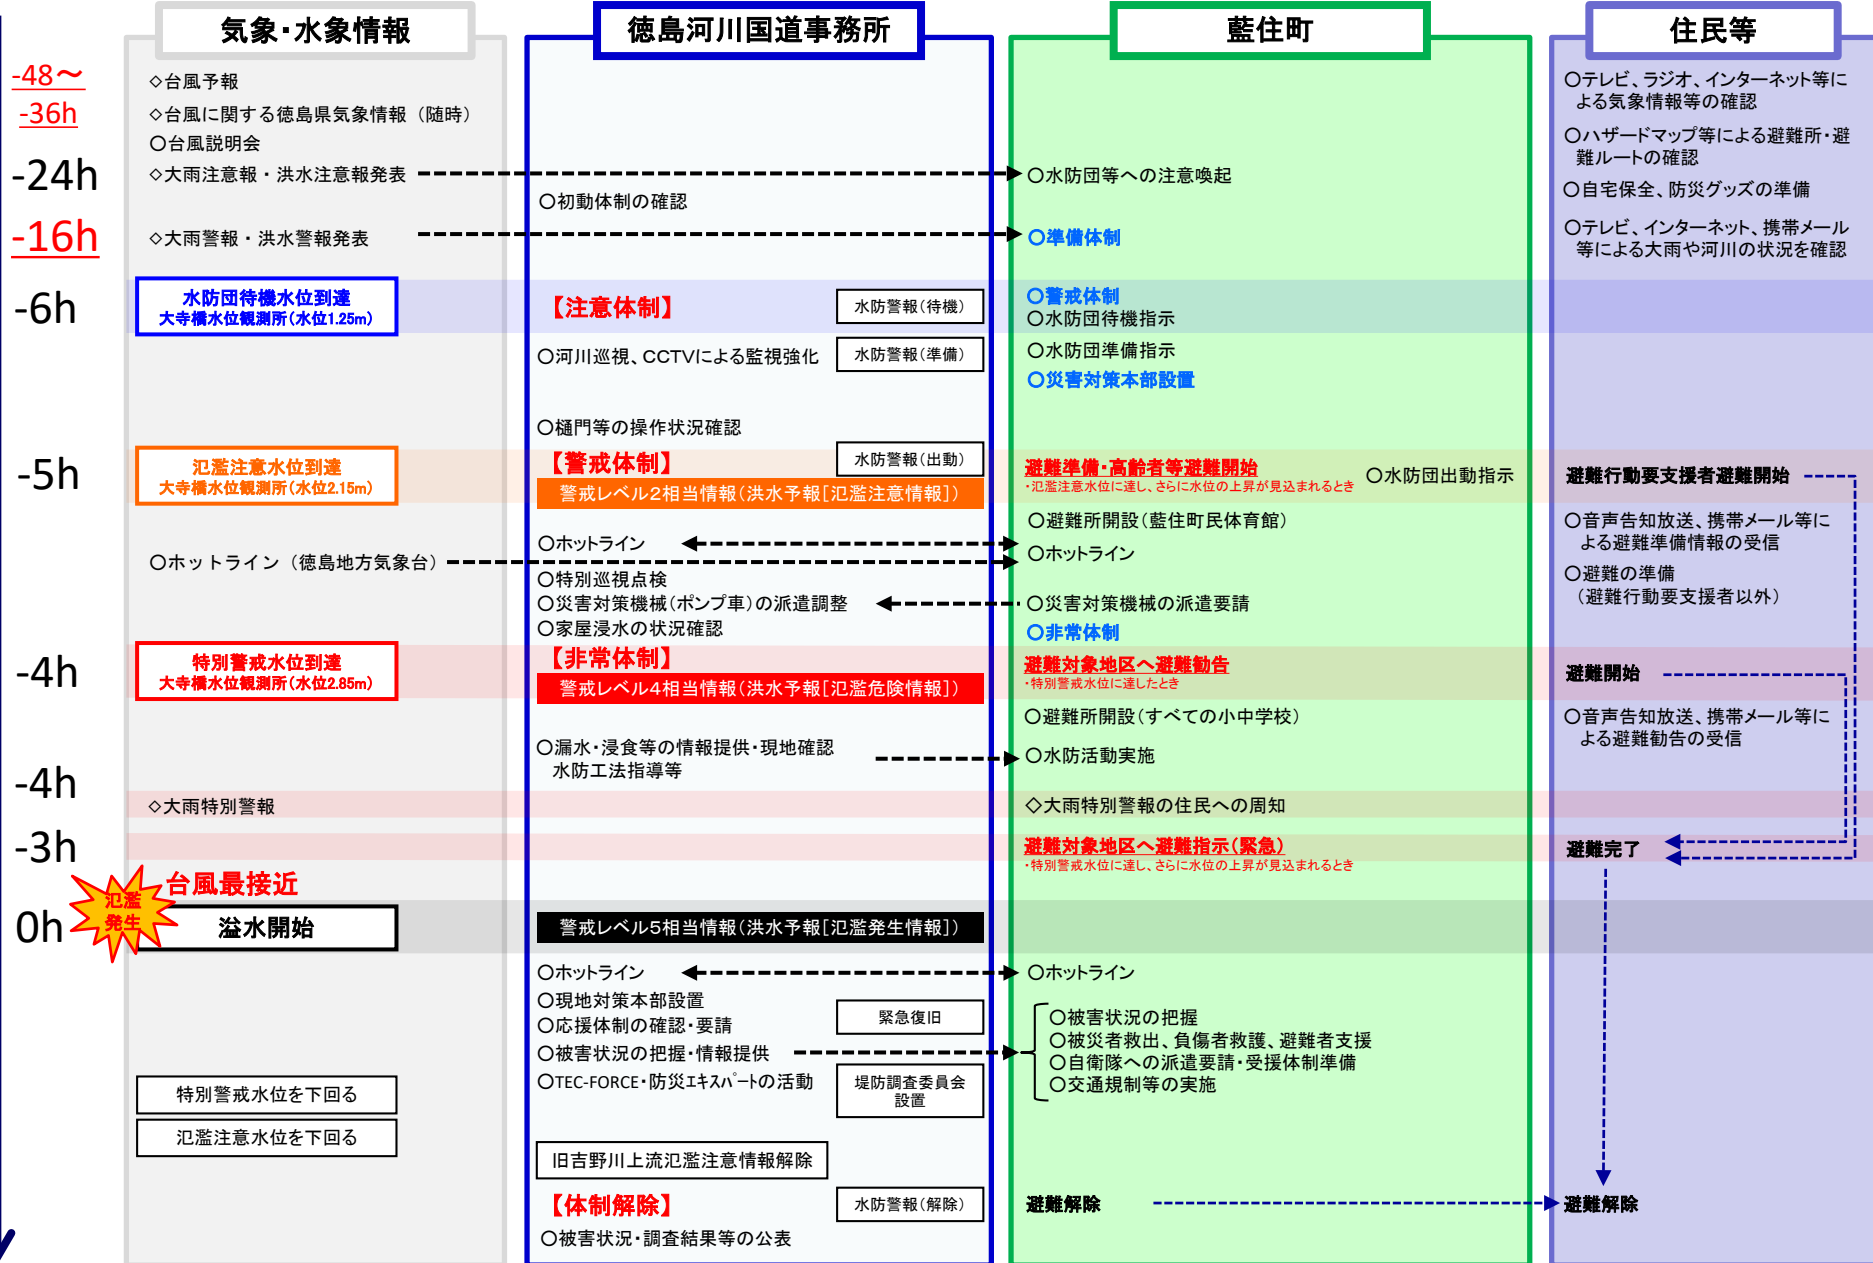 気象・水象情報
徳島河川国道事務所
藍住町
住民等
-48～
-36h
-24h
-16h
-6h
-5h
-4h
-4h
-3h
0h
氾濫
発生
◇台風予報
◇台風に関する徳島県気象情報（随時）
○台風説明会
◇大雨注意報・洪水注意報発表
◇大雨警報・洪水警報発表
水防団待機水位到達
大寺橋水位観測所（水位1.25m）
氾濫注意水位到達
大寺橋水位観測所（水位2.15m）
○ホットライン（徳島地方気象台）
特別警戒水位到達
大寺橋水位観測所（水位2.85m）
◇大雨特別警報
台風最接近
溢水開始
特別警戒水位を下回る
氾濫注意水位を下回る
○初動体制の確認
【注意体制】
水防警報（待機）
○河川巡視、CCTVによる監視強化
水防警報（準備）
○樋門等の操作状況確認
【警戒体制】
水防警報（出動）
警戒レベル2相当情報（洪水予報[氾濫注意情報]）
○ホットライン
○特別巡視点検
○災害対策機械（ポンプ車）の派遣調整
○家屋浸水の状況確認
【非常体制】
警戒レベル4相当情報（洪水予報[氾濫危険情報]）
○漏水・浸食等の情報提供・現地確認
水防工法指導等
警戒レベル5相当情報（洪水予報[氾濫発生情報]）
○ホットライン
○現地対策本部設置
○応援体制の確認・要請
緊急復旧
○被害状況の把握・情報提供
○TEC-FORCE・防災エキスパートの活動
堤防調査委員会
設置
旧吉野川上流氾濫注意情報解除
【体制解除】
水防警報（解除）
○被害状況・調査結果等の公表
○水防団等への注意喚起
○準備体制
○警戒体制
○水防団待機指示
○水防団準備指示
○災害対策本部設置
避難準備・高齢者等避難開始
・氾濫注意水位に達し、さらに水位の上昇が見込まれるとき
○水防団出動指示
○避難所開設（藍住町民体育館）
○ホットライン
○災害対策機械の派遣要請
○非常体制
避難対象地区へ避難勧告
・特別警戒水位に達したとき
○避難所開設（すべての小中学校）
○水防活動実施
◇大雨特別警報の住民への周知
避難対象地区へ避難指示（緊急）
・特別警戒水位に達し、さらに水位の上昇が見込まれるとき
○ホットライン
○被害状況の把握
○被災者救出、負傷者救護、避難者支援
○自衛隊への派遣要請・受援体制準備
○交通規制等の実施
避難解除
○テレビ、ラジオ、インターネット等に
よる気象情報等の確認
○ハザードマップ等による避難所・避
難ルートの確認
○自宅保全、防災グッズの準備
○テレビ、インターネット、携帯メール
等による大雨や河川の状況を確認
避難行動要支援者避難開始
○音声告知放送、携帯メール等に
よる避難準備情報の受信
○避難の準備
（避難行動要支援者以外）
避難開始
○音声告知放送、携帯メール等に
よる避難勧告の受信
避難完了
避難解除